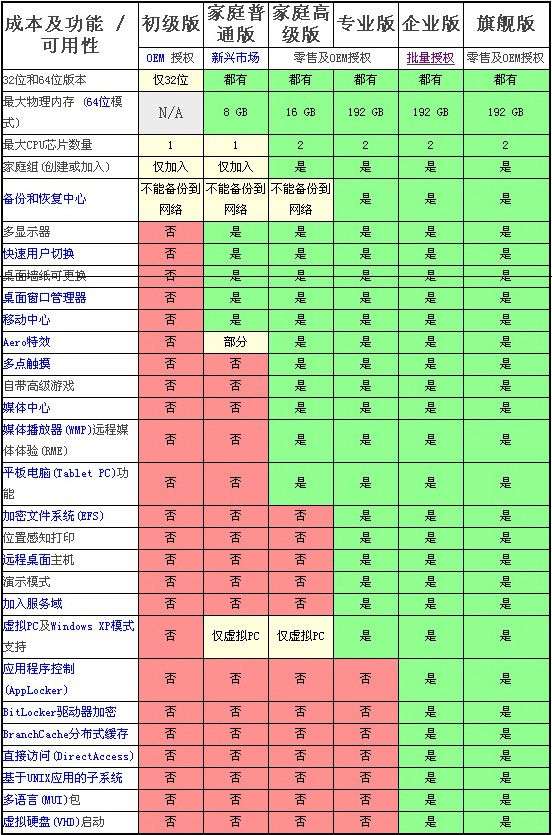 成本及功能 / 可用性 初级版 家庭普通版 家庭高级版 专业版 企业版 旗舰版
OEM 授权 新兴市场 零售及OEM授权 批量授权 零售及OEM授权
32位和64位版本 仅32位 都有 都有 都有 都有 都有
最大物理内存 (64位模式) N/A 8 GB 16 GB 192 GB 192 GB 192 GB
最大CPU芯片数量 1 1 2 2 2 2
家庭组(创建或加入) 仅加入 仅加入 是 是 是 是
备份和恢复中心 不能备份到网络 不能备份到网络 不能备份到网络 是 是 是
多显示器 否 是 是 是 是 是
快速用户切换 否 是 是 是 是 是
桌面墙纸可更换 否 是 是 是 是 是
桌面窗口管理器 否 是 是 是 是 是
移动中心 否 是 是 是 是 是
Aero特效 否 部分 是 是 是 是
多点触摸 否 否 是 是 是 是
自带高级游戏 否 否 是 是 是 是
媒体中心 否 否 是 是 是 是
媒体播放器(WMP)远程媒体体验(RME) 否 否 是 是 是 是
平板电脑(Tablet PC)功能 否 否 是 是 是 是
加密文件系统(EFS) 否 否 否 是 是 是
位置感知打印 否 否 否 是 是 是
远程桌面主机 否 否 否 是 是 是
演示模式 否 否 否 是 是 是
加入服务域 否 否 否 是 是 是
虚拟PC及Windows XP模式支持 否 仅虚拟PC 仅虚拟PC 是 是 是
应用程序控制(AppLocker) 否 否 否 否 是 是
BitLocker驱动器加密 否 否 否 否 是 是
BranchCache分布式缓存 否 否 否 否 是 是
直接访问(DirectAccess) 否 否 否 否 是 是
基于UNIX应用的子系统 否 否 否 否 是 是
多语言(MUI)包 否 否 否 否 是 是
虚拟硬盘(VHD)启动 否 否 否 否 是 是